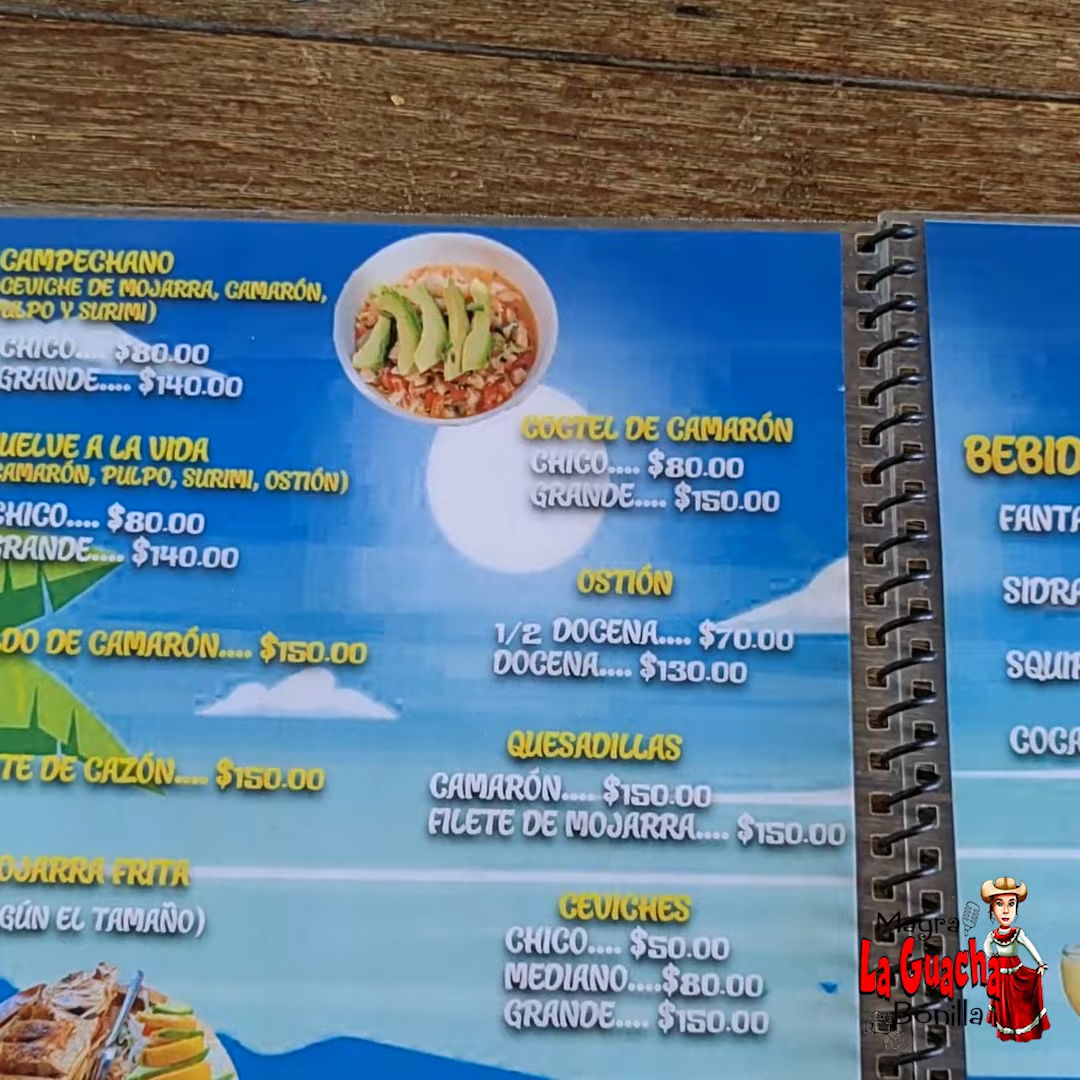 CAMPECHANO
CEVICHE DE MOJARRA, CAMARÓN,
PULPO Y SURIMI)
CHICO.... $80.00
GRANDE.... $140.00
UELVE A LA VIDA
AMARÓN, PULPO, SURIMI, OSTIÓN)
CHICO.... $80.00
GRANDE.... $140.00
DO DE CAMARÓN.... $150.00
TE DE CAZÓN.... $150.00
OJARRA FRITA
GÚN EL TAMAÑO)
COCTEL DE CAMARÓN
CHICO.... $80.00
GRANDE.... $150.00
OSTIÓN
1/2 DOCENA.... $70.00
DOCENA.... $130.00
QUESADILLAS
CAMARÓN.... $150.00
FILETE DE MOJARRA.... $150.00
CEVICHES
CHICO.... $50.00
MEDIANO....$80.00
GRANDE.... $150.00
BEBID
FANTA
SIDRA
SQUIR
COCA
Mayra
La Guacha
Bonilla